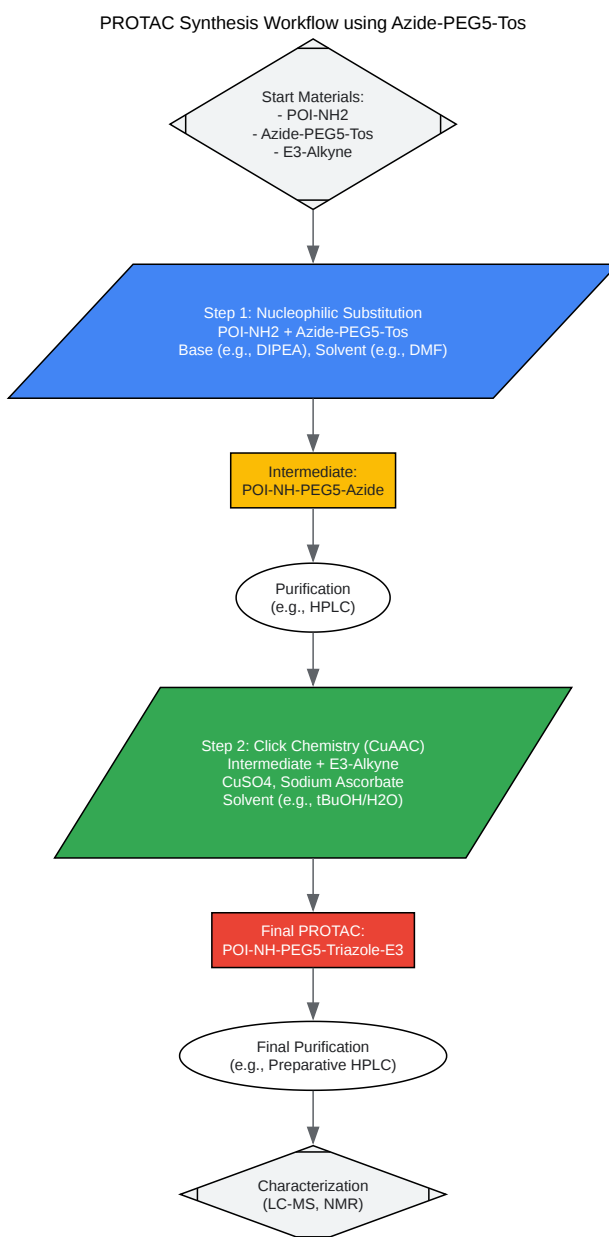 PROTAC Synthesis Workflow using Azide-PEG5-Tos
Start Materials:
- POI-NH2
- Azide-PEG5-Tos
- E3-Alkyne
Step 1: Nucleophilic Substitution
POI-NH2 + Azide-PEG5-Tos
Base (e.g., DIPEA), Solvent (e.g., DMF)
Intermediate:
POI-NH-PEG5-Azide
Purification
(e.g., HPLC)
Step 2: Click Chemistry (CuAAC)
Intermediate + E3-Alkyne
CuSO4, Sodium Ascorbate
Solvent (e.g., tBuOH/H2O)
Final PROTAC:
POI-NH-PEG5-Triazole-E3
Final Purification
(e.g., Preparative HPLC)
Characterization
(LC-MS, NMR)